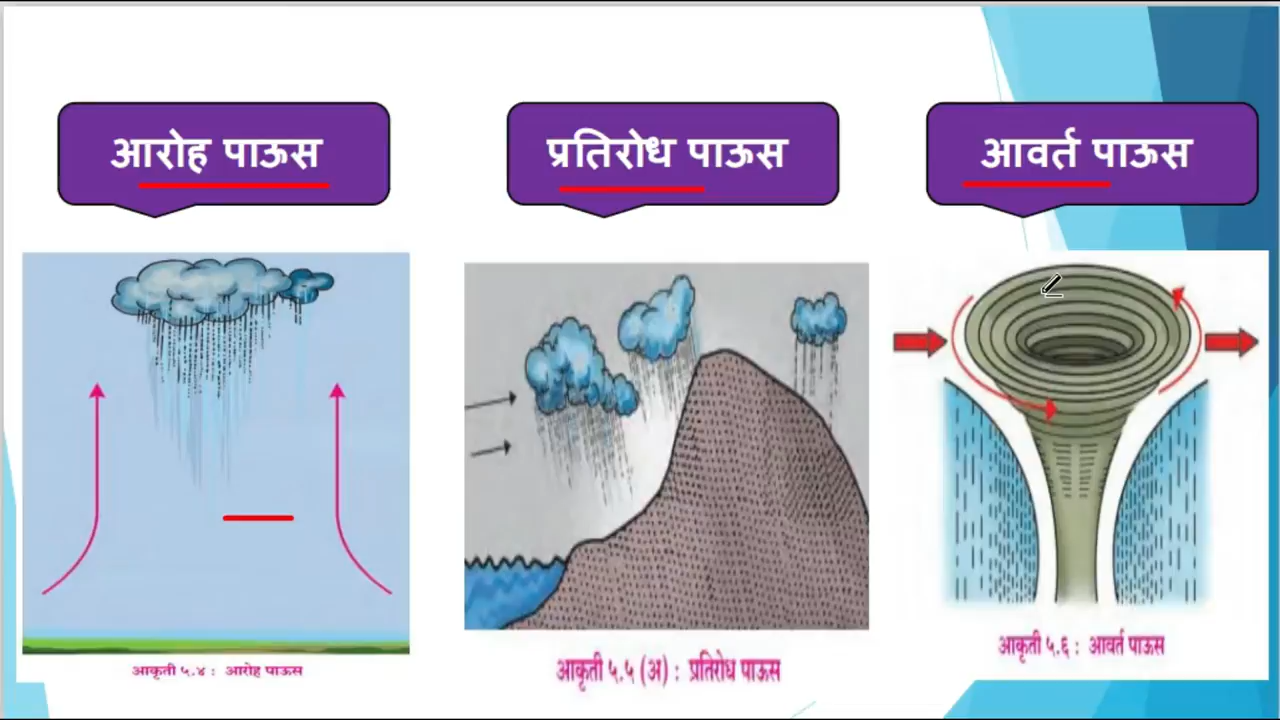 आरोह पाऊस
प्रतिरोध पाऊस
आवर्त पाऊस
आकृती ५.४ : आरोह पाऊस
आकृती ५.५ (अ) : प्रतिरोध पाऊस
आकृती ५.६ : आवर्त पाऊस